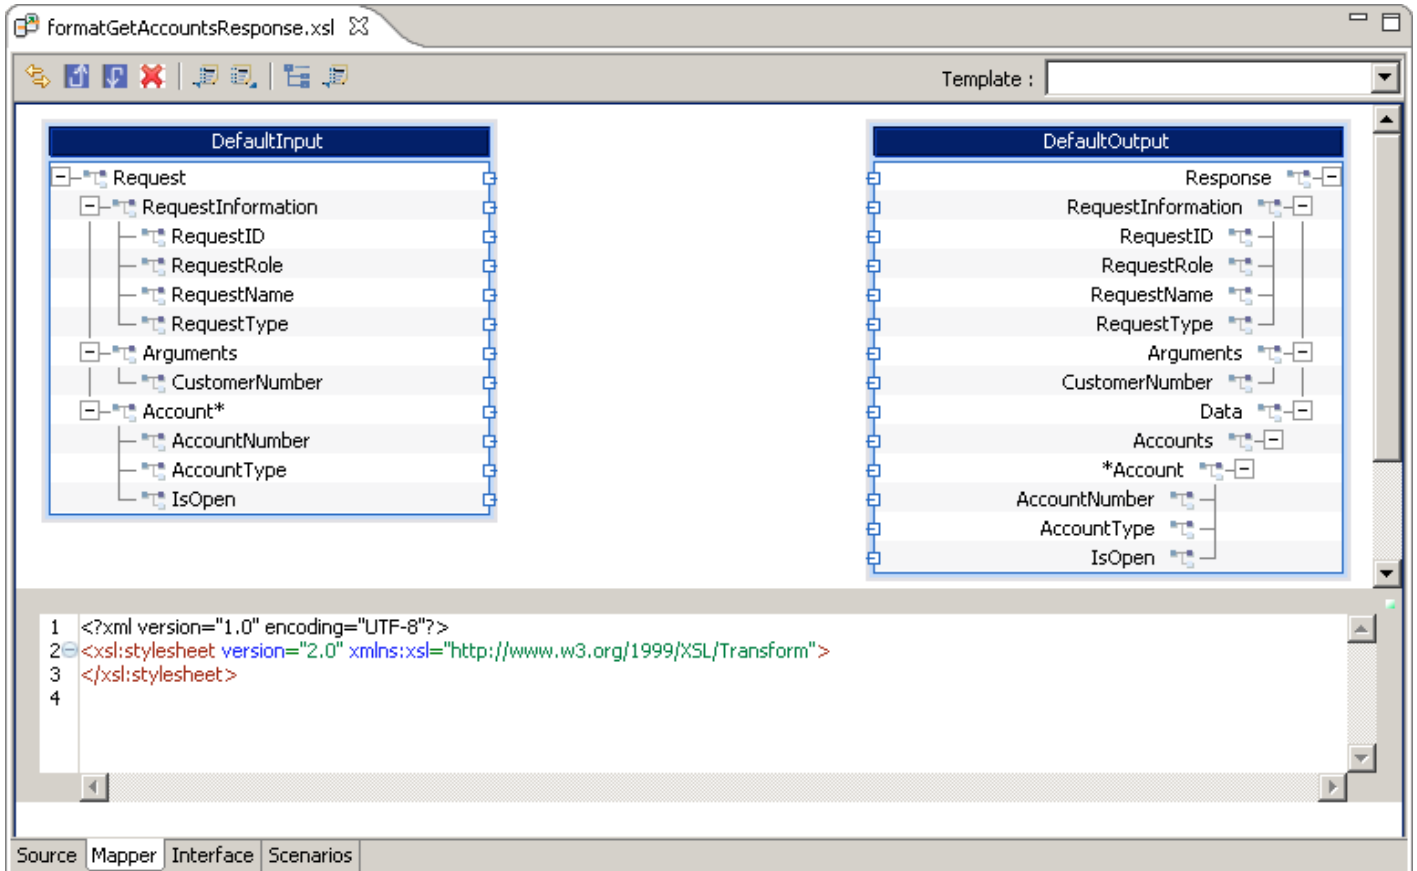 formatGetAccountsResponse.xsl
Template :
DefaultInput
Request
RequestInformation
RequestID
RequestRole
RequestName
RequestType
Arguments
CustomerNumber
Account*
AccountNumber
AccountType
IsOpen
DefaultOutput
Response
RequestInformation
RequestID
RequestRole
RequestName
RequestType
Arguments
CustomerNumber
Data
Accounts
*Account
AccountNumber
AccountType
IsOpen
1 <?xml version="1.0" encoding="UTF-8"?>
2 <xsl:stylesheet version="2.0" xmlns:xsl="http://www.w3.org/1999/XSL/Transform">
3 </xsl:stylesheet>
4
Source Mapper Interface Scenarios